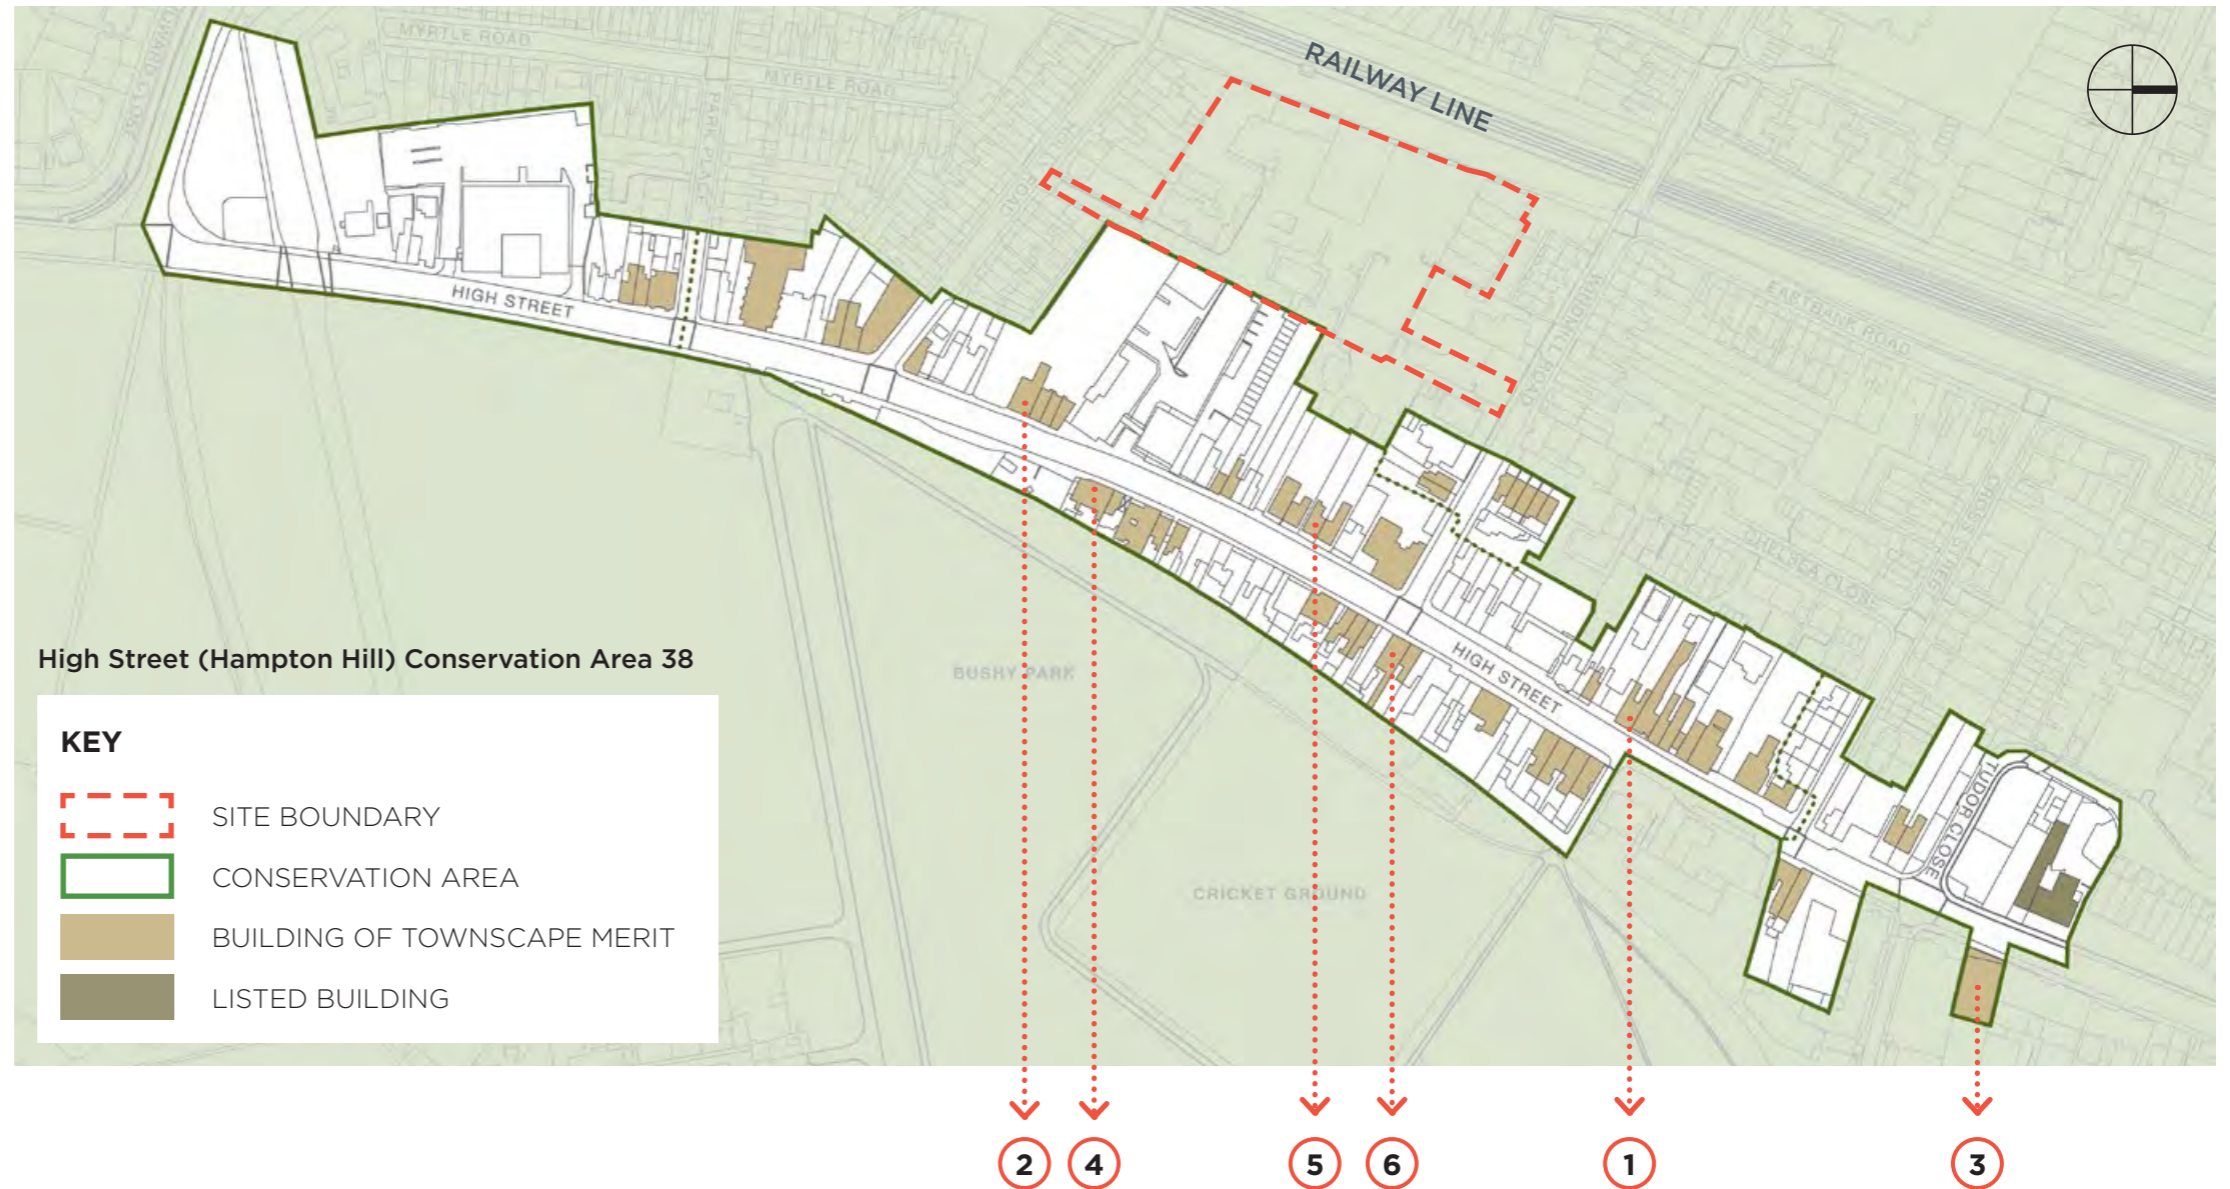 MYRTLE ROAD
MYRTLE ROAD
RAILWAY LINE
PARK PLACE
HIGH STREET
EASTBANK ROAD
High Street (Hampton Hill) Conservation Area 38
BUSHY PARK
HIGH STREET
CHELSEA CLOSE
TUDOR CLOSE
CRICKET GROUND
KEY
SITE BOUNDARY
CONSERVATION AREA
BUILDING OF TOWNSCAPE MERIT
LISTED BUILDING
2
4
5
6
1
3